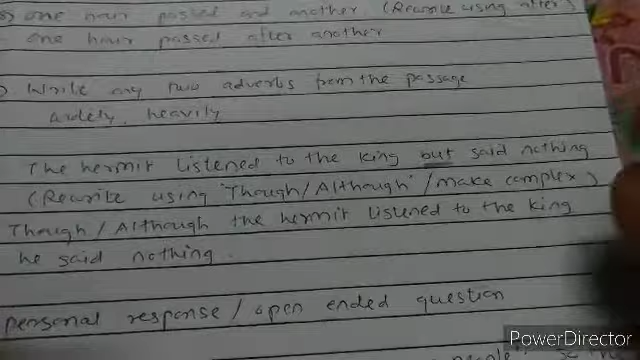 one hour passed and another. (Rewrite using after)
one hour passed after another
Write any two adverbs from the passage
widely, heavily
The hermit listened to the king but said nothing
(Rewrite using "Though/Although"/make complex)
Though/Although the hermit listened to the king
he said nothing.
personal response/open ended question
PowerDirector